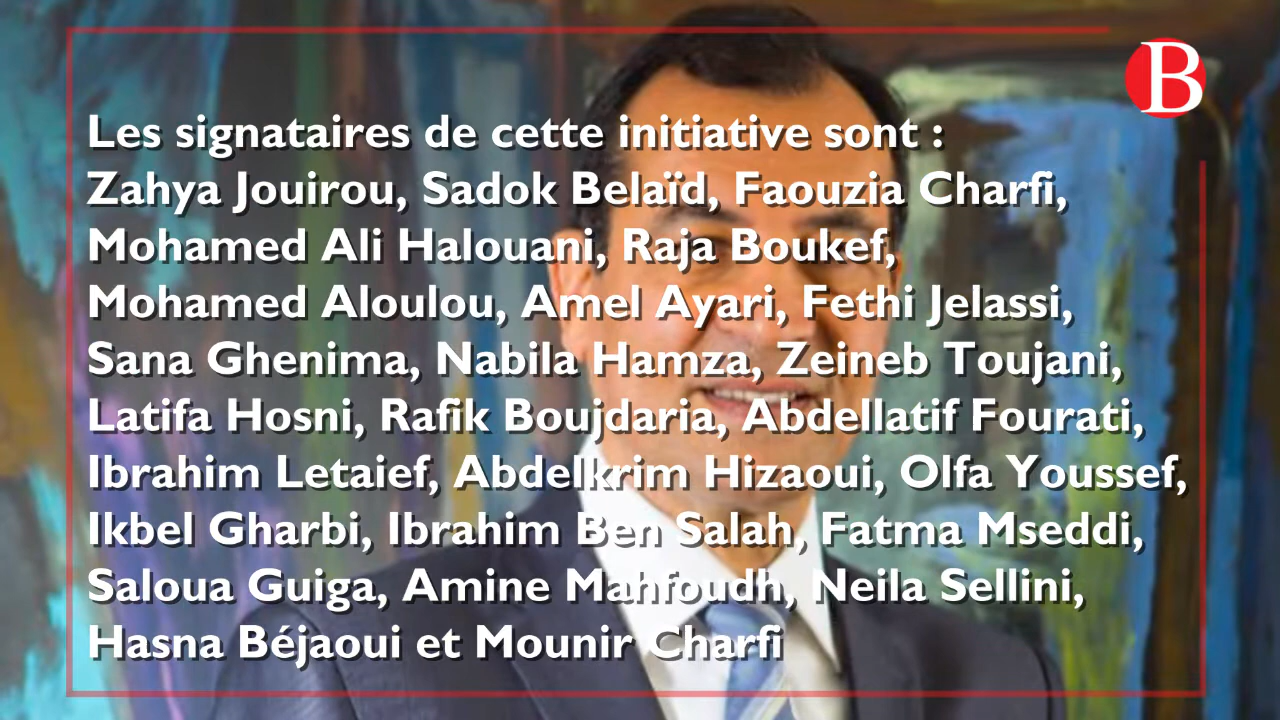 B
Les signataires de cette initiative sont :
Zahya Jouirou, Sadok Belaïd, Faouzia Charfi,
Mohamed Ali Halouani, Raja Boukef,
Mohamed Aloulou, Amel Ayari, Fethi Jelassi,
Sana Ghenima, Nabila Hamza, Zeineb Toujani,
Latifa Hosni, Rafik Boujdaria, Abdellatif Fourati,
Ibrahim Letaief, Abdelkrim Hizaoui, Olfa Youssef,
Ikbel Gharbi, Ibrahim Ben Salah, Fatma Mseddi,
Saloua Guiga, Amine Mahfoudh, Neila Sellini,
Hasna Béjaoui et Mounir Charfi